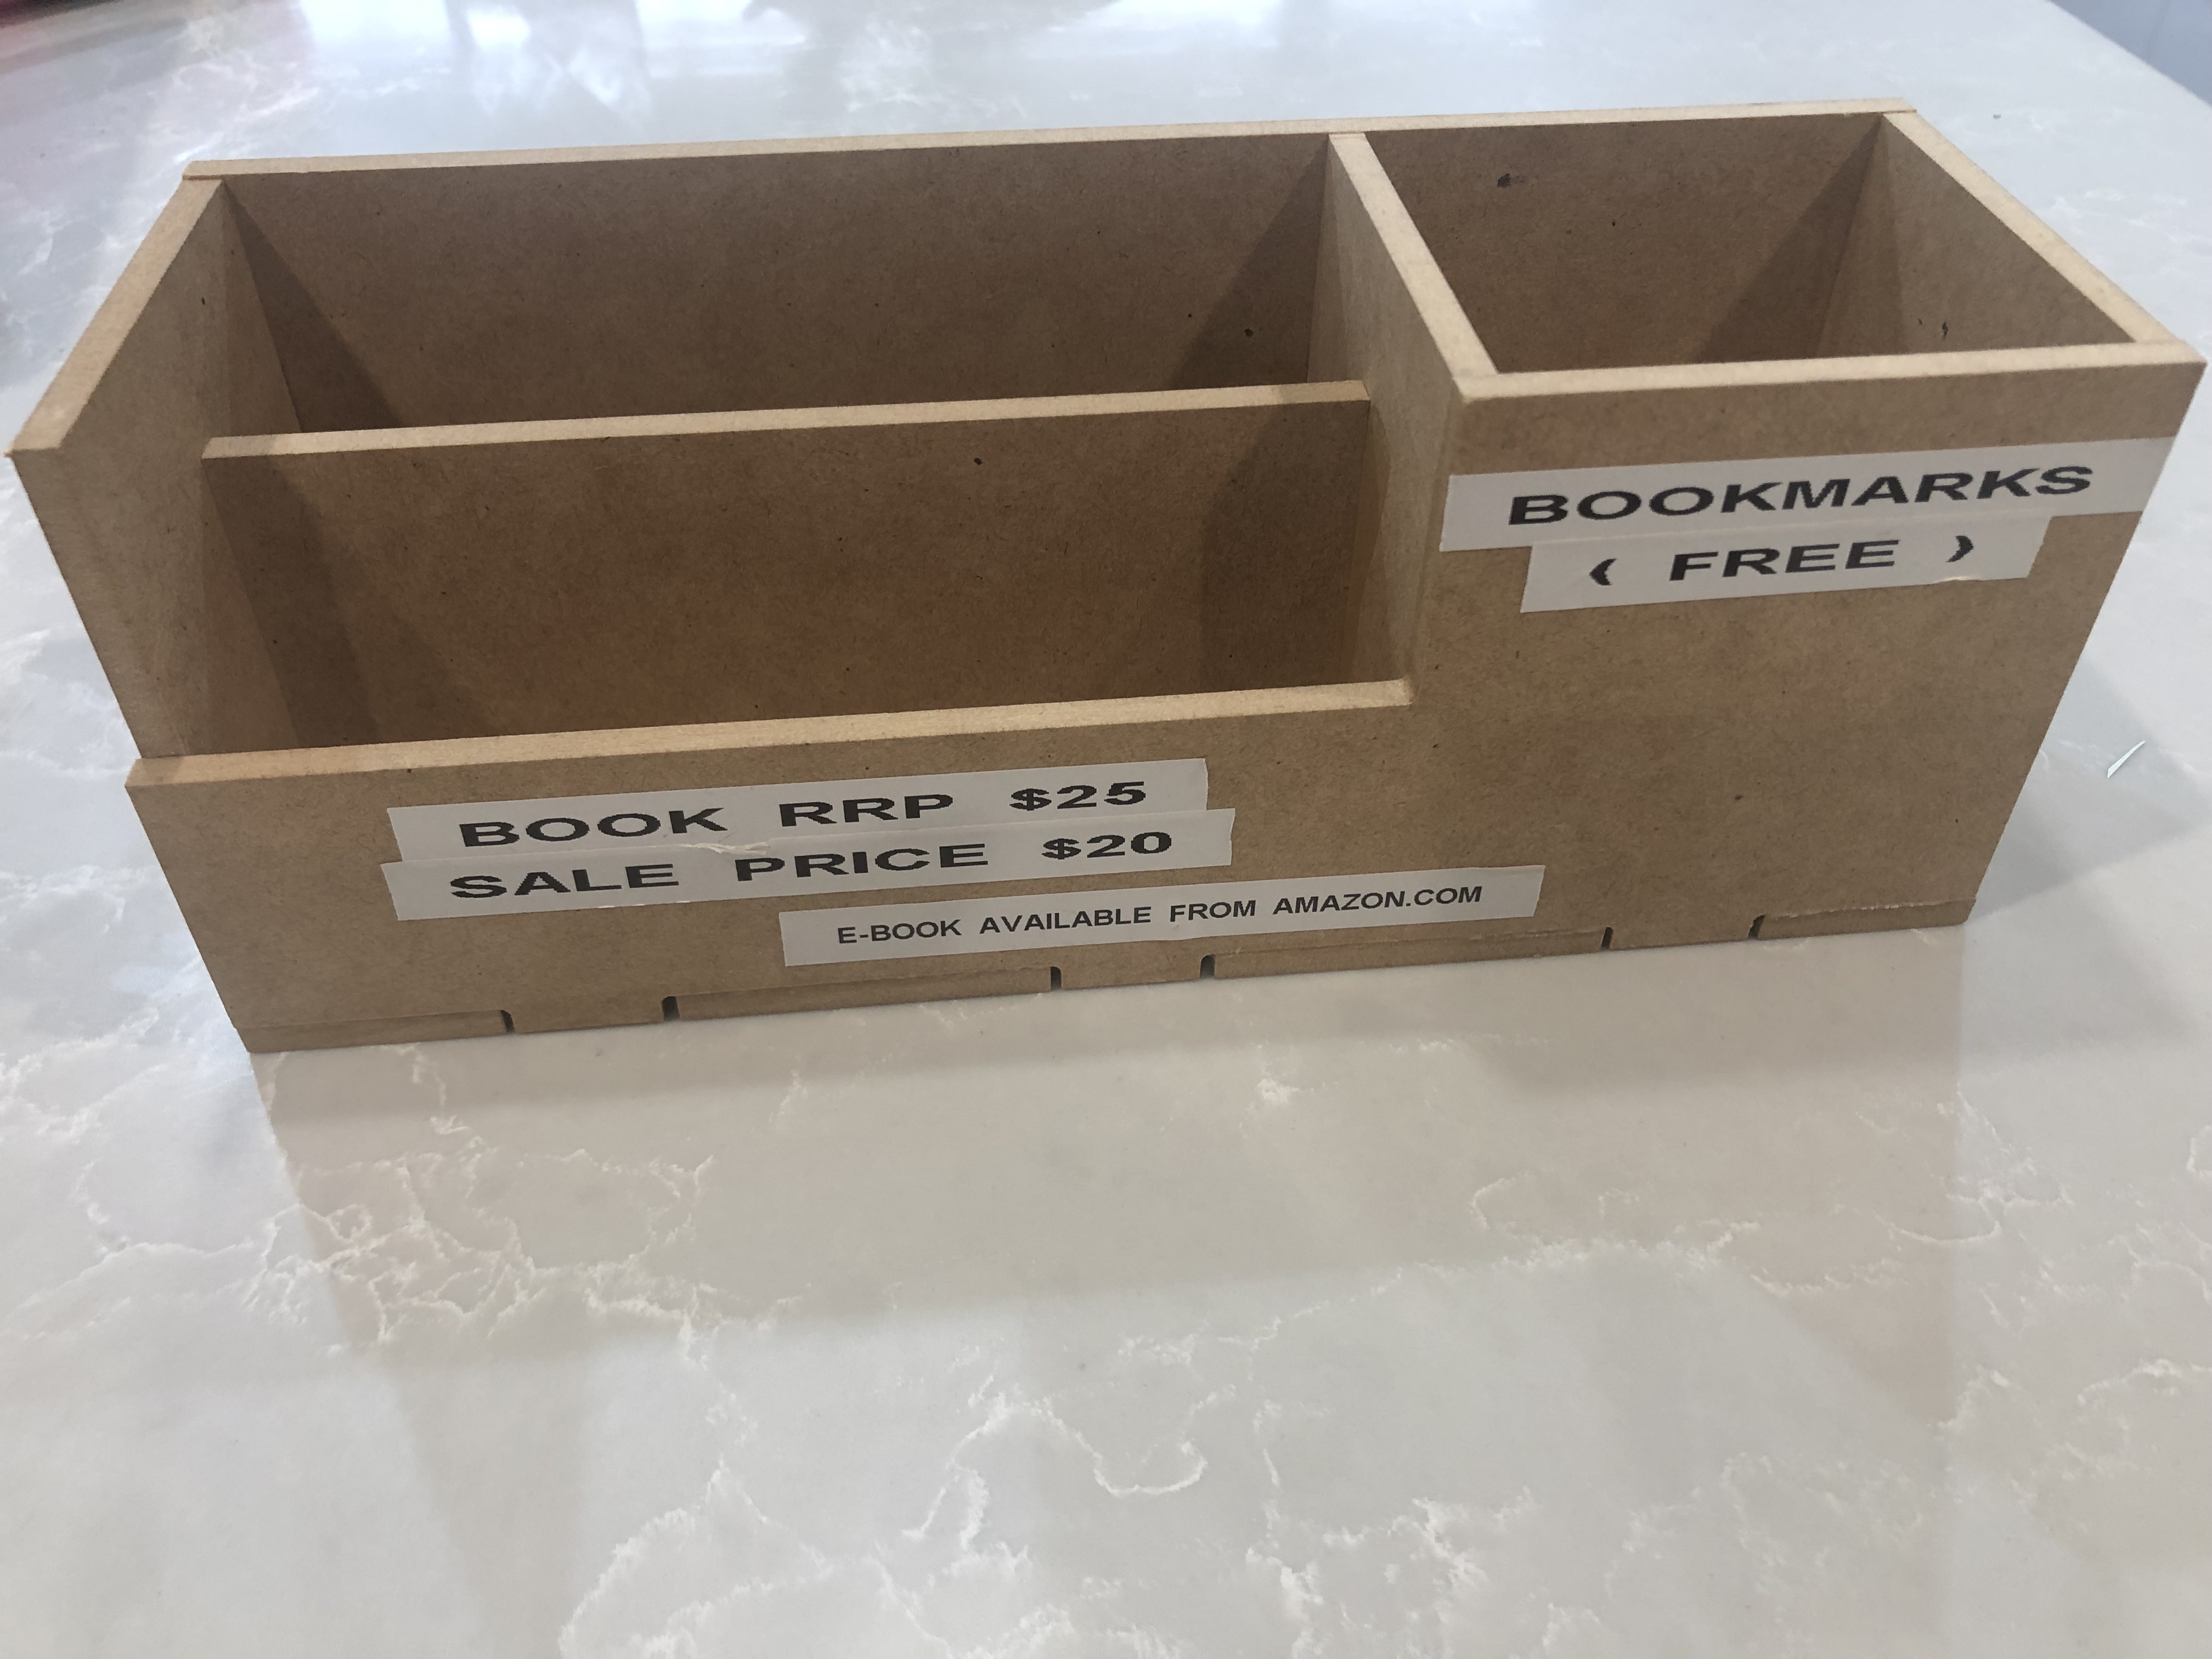 BOOKMARKS
( FREE )
BOOK RRP $25
SALE PRICE $20
E-BOOK AVAILABLE FROM AMAZON.COM